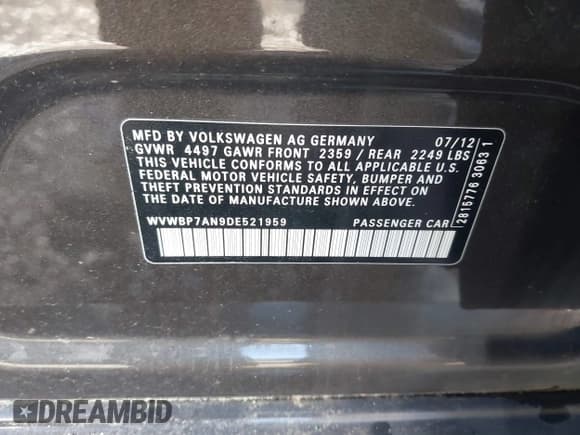 MFD BY VOLKSWAGEN AG GERMANY 07/12
GVWR 4497 GAWR FRONT 2359 / REAR 2249 LBS
THIS VEHICLE CONFORMS TO ALL APPLICABLE U.S.
FEDERAL MOTOR VEHICLE SAFETY, BUMPER AND
THEFT PREVENTION STANDARDS IN EFFECT ON
THE DATE OF MANUFACTURE SHOWN ABOVE.
WVWBP7AN9DE521959 PASSENGER CAR
2815776 3063 1
DREAMBID